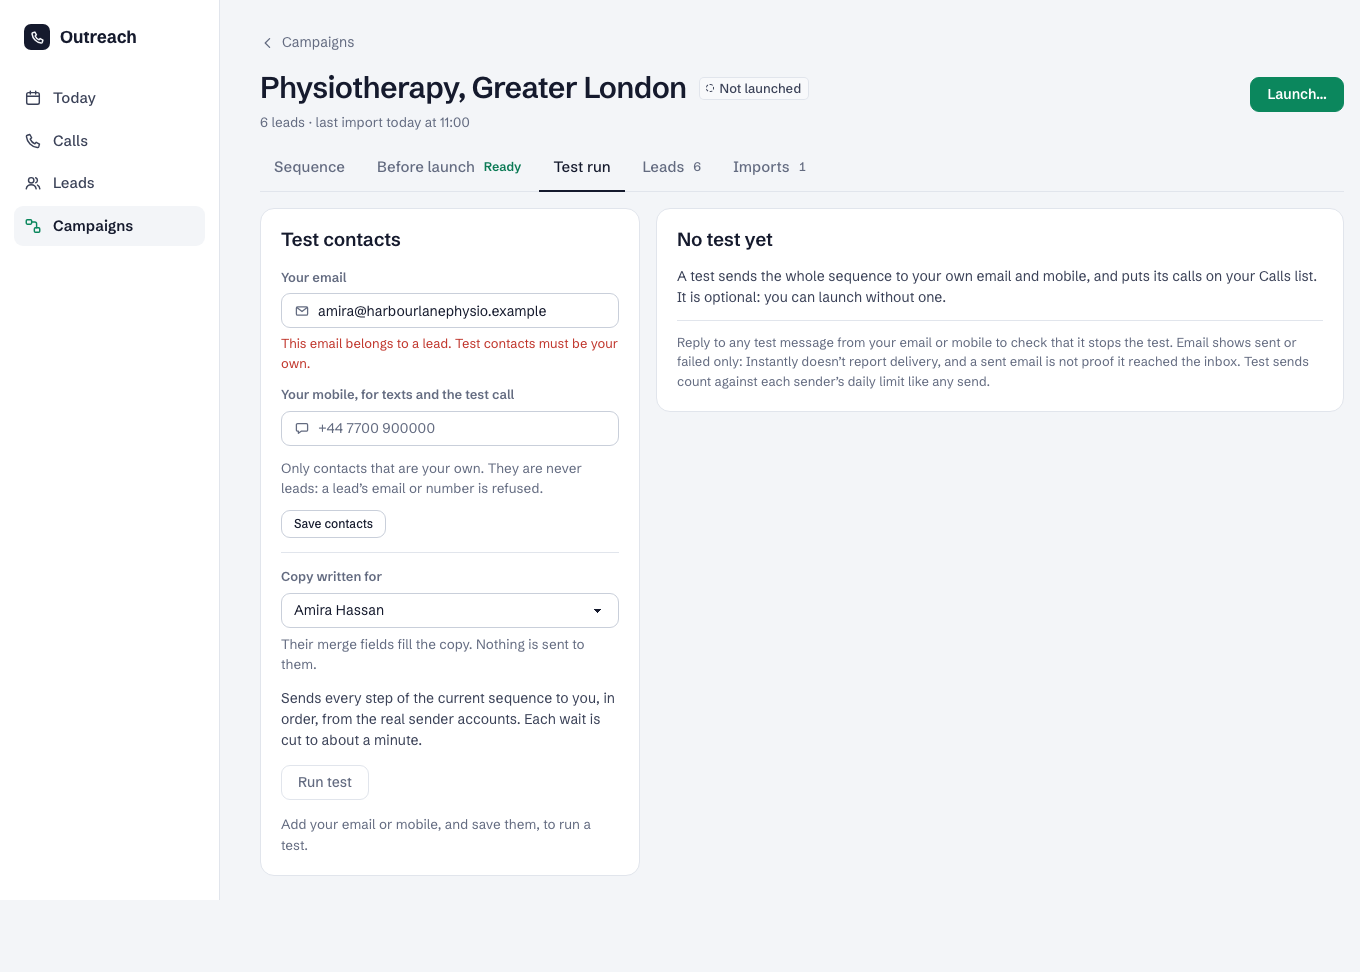 Outreach
Today
Calls
Leads
Campaigns
Campaigns
Physiotherapy, Greater London
Not launched
Launch…
6 leads · last import today at 11:00
Sequence
Before launch Ready
Test run
Leads 6
Imports 1
Test contacts
Your email
amira@harbourlanephysio.example
This email belongs to a lead. Test contacts must be your
own.
Your mobile, for texts and the test call
+44 7700 900000
Only contacts that are your own. They are never
leads: a lead’s email or number is refused.
Save contacts
Copy written for
Amira Hassan
Their merge fields fill the copy. Nothing is sent to
them.
Sends every step of the current sequence to you, in
order, from the real sender accounts. Each wait is
cut to about a minute.
Run test
Add your email or mobile, and save them, to run a
test.
No test yet
A test sends the whole sequence to your own email and mobile, and puts its calls on your Calls list.
It is optional: you can launch without one.
Reply to any test message from your email or mobile to check that it stops the test. Email shows sent or
failed only: Instantly doesn’t report delivery, and a sent email is not proof it reached the inbox. Test sends
count against each sender’s daily limit like any send.